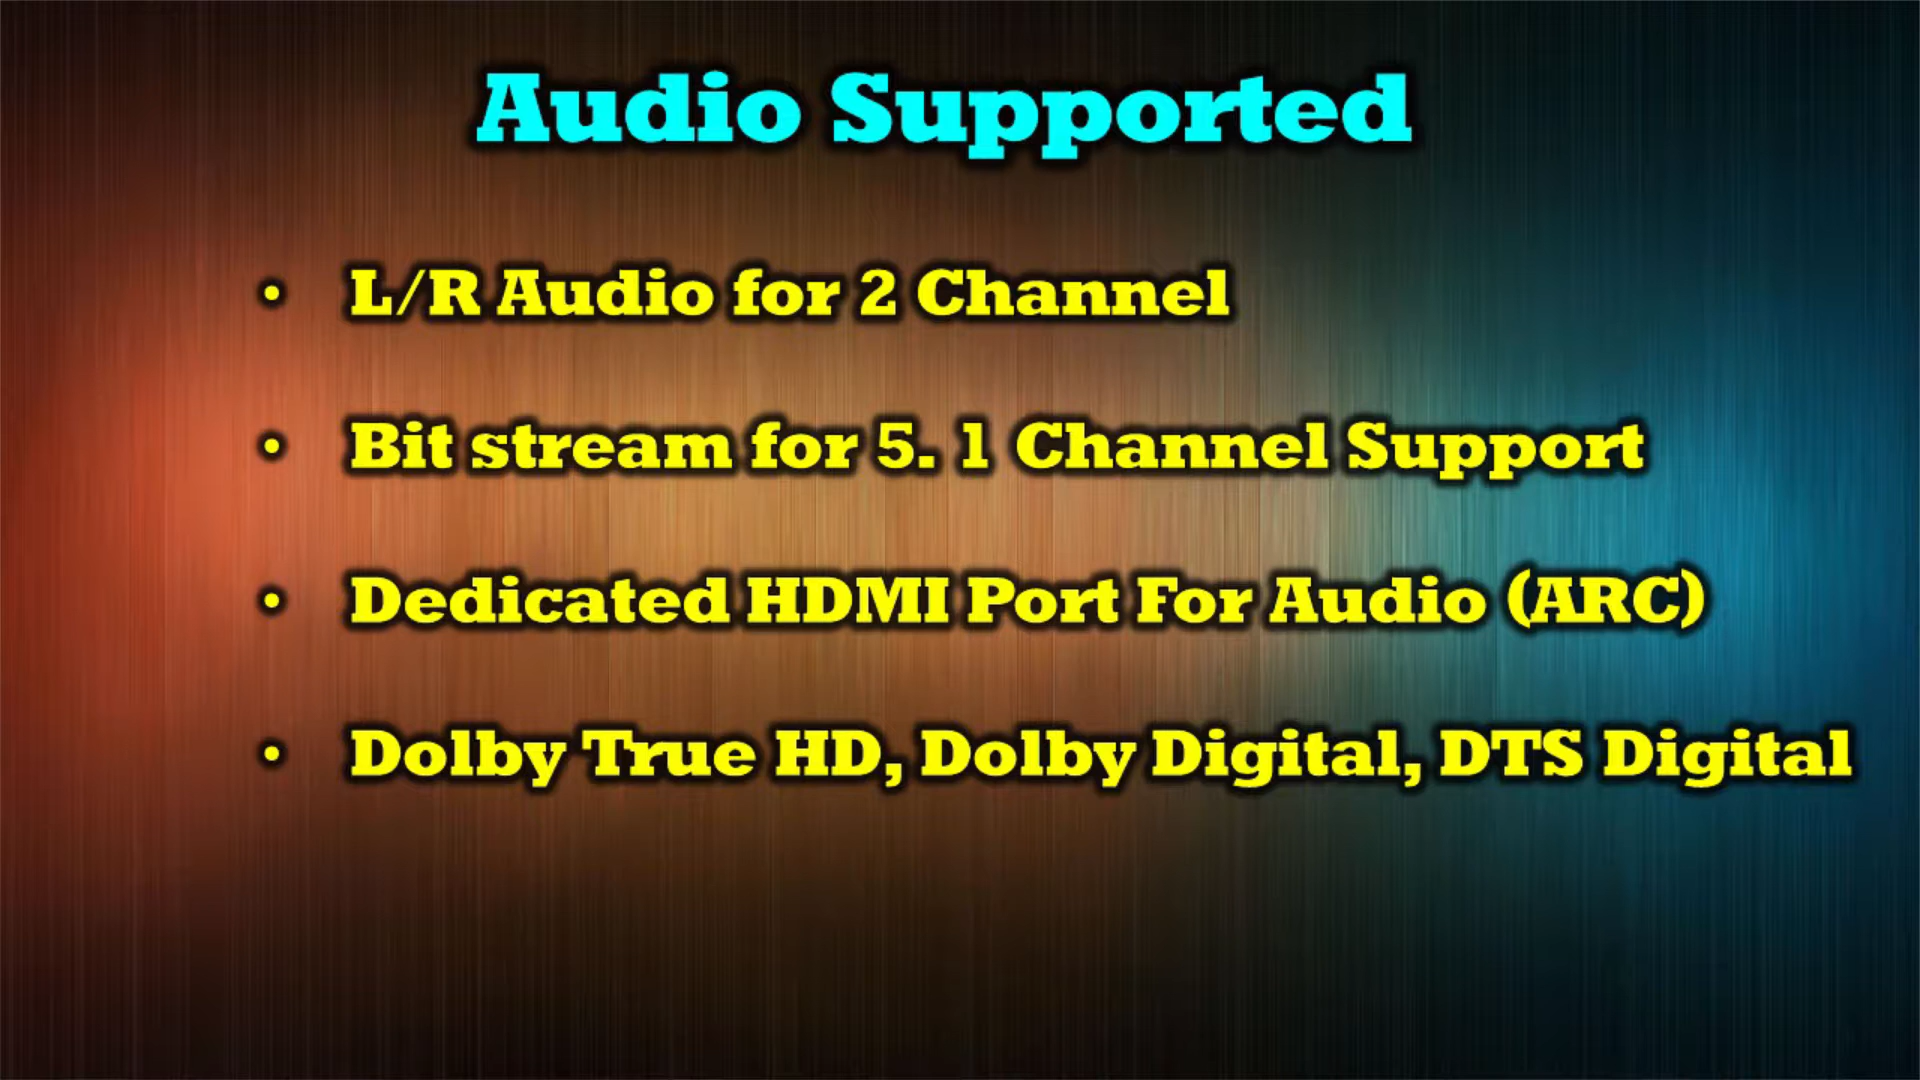 Audio Supported
• L/R Audio for 2 Channel
• Bit stream for 5. 1 Channel Support
• Dedicated HDMI Port For Audio (ARC)
• Dolby True HD, Dolby Digital, DTS Digital